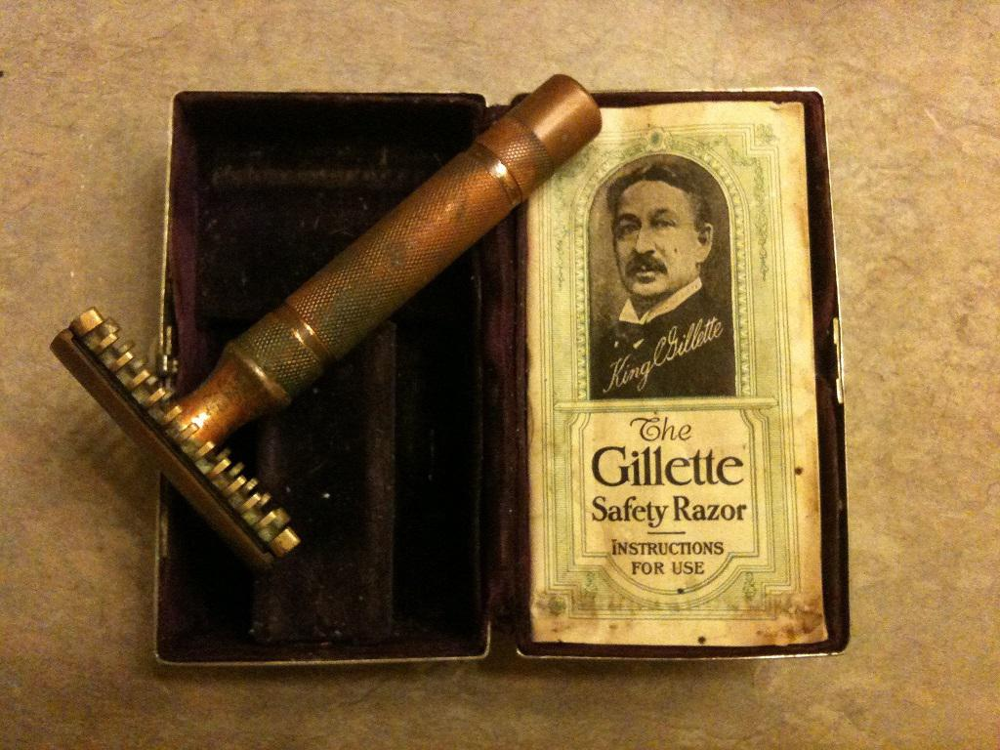 King C Gillette
The
Gillette
Safety Razor
INSTRUCTIONS
FOR USE